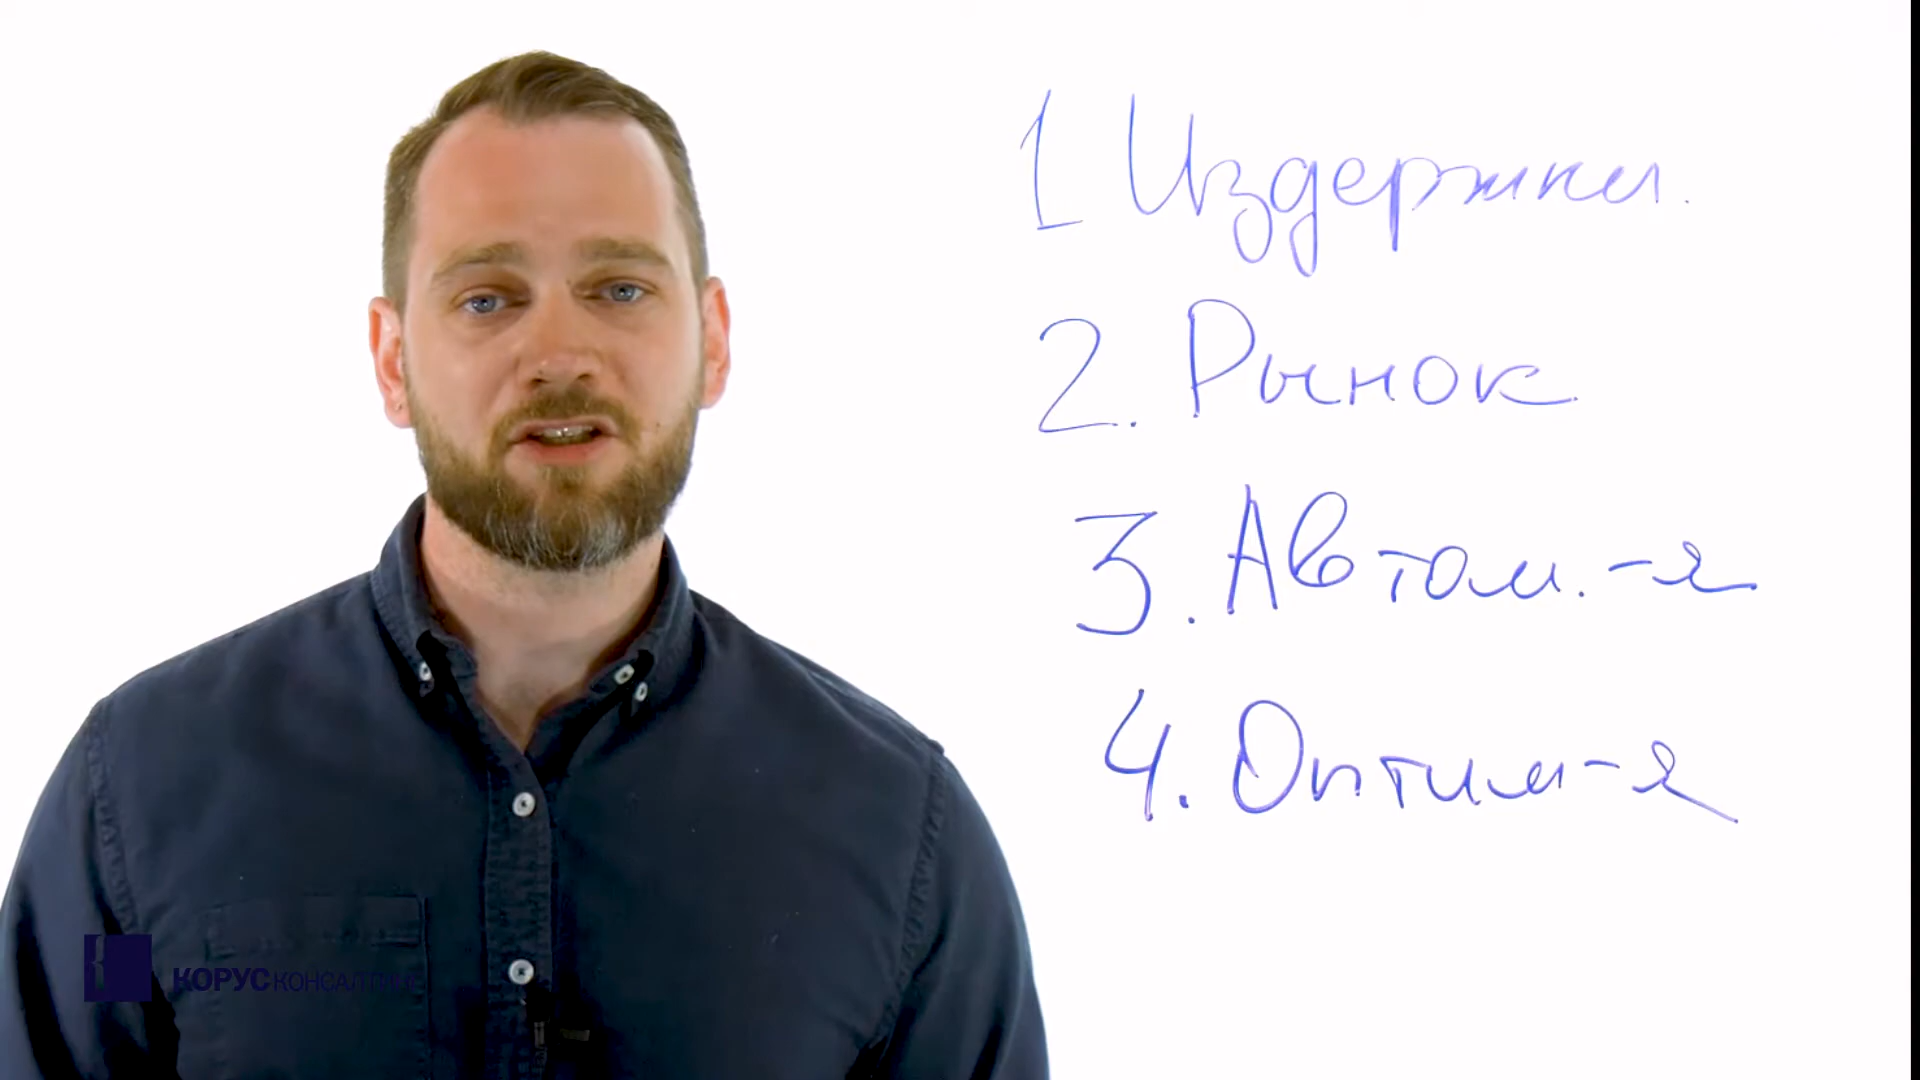 1 Издержки.
2. Рынок
3. Автом.-я
4. Оптим-я
КОРУС КОНСАЛТИНГ